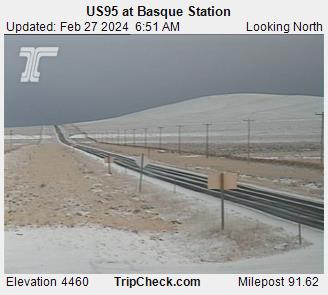 US95 at Basque Station
Updated: Feb 27 2024 6:51 AM Looking North
Elevation 4460 TripCheck.com Milepost 91.62